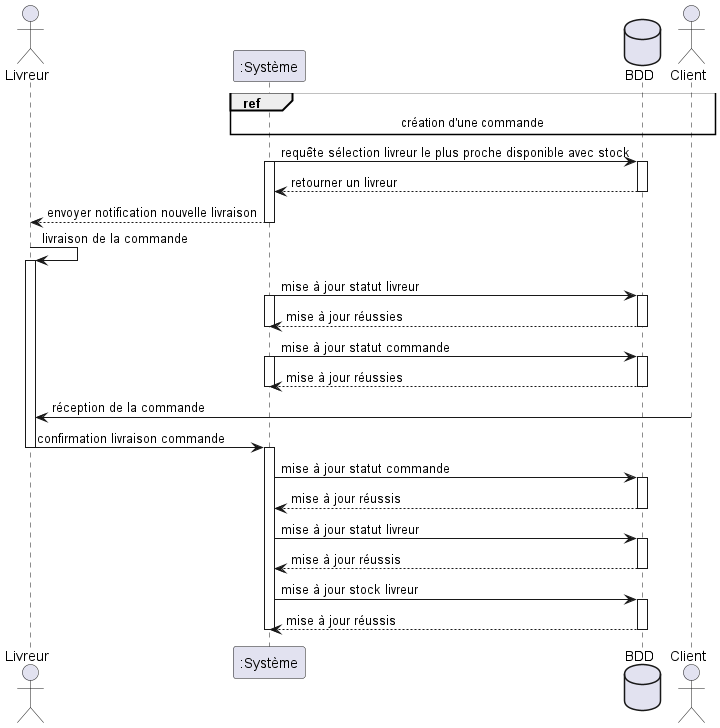 Livreur
:Système
BDD
Client
ref
création d'une commande
requête sélection livreur le plus proche disponible avec stock
retourner un livreur
envoyer notification nouvelle livraison
livraison de la commande
mise à jour statut livreur
mise à jour réussies
mise à jour statut commande
mise à jour réussies
réception de la commande
confirmation livraison commande
mise à jour statut commande
mise à jour réussis
mise à jour statut livreur
mise à jour réussis
mise à jour stock livreur
mise à jour réussis
Livreur
:Système
BDD
Client